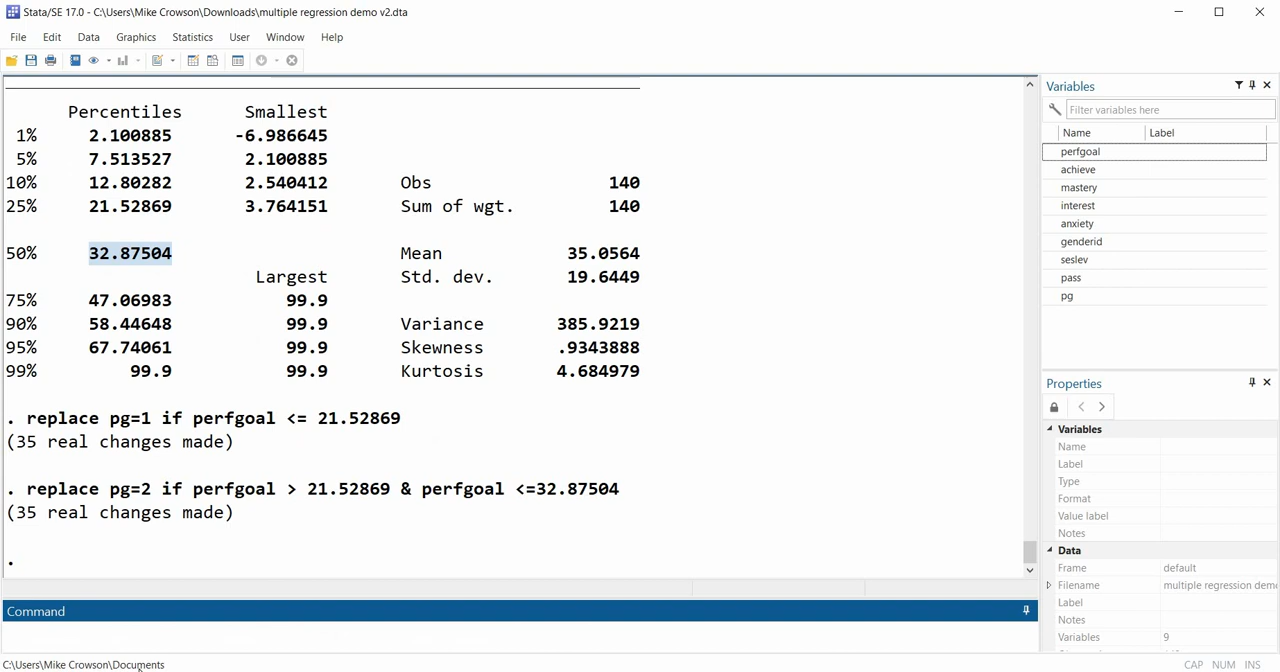 Stata/SE 17.0 - C:\Users\Mike Crowson\Downloads\multiple regression demo v2.dta
File Edit Data Graphics Statistics User Window Help
Percentiles Smallest
1% 2.100885 -6.986645
5% 7.513527 2.100885
10% 12.80282 2.540412 Obs 140
25% 21.52869 3.764151 Sum of wgt. 140
50% 32.87504 Mean 35.0564
Largest Std. dev. 19.6449
75% 47.06983 99.9
90% 58.44648 99.9 Variance 385.9219
95% 67.74061 99.9 Skewness .9343888
99% 99.9 99.9 Kurtosis 4.684979
. replace pg=1 if perfgoal <= 21.52869
(35 real changes made)
. replace pg=2 if perfgoal > 21.52869 & perfgoal <=32.87504
(35 real changes made)
.
Command
C:\Users\Mike Crowson\Documents
Variables
Filter variables here
Name Label
perfgoal
achieve
mastery
interest
anxiety
genderid
seslev
pass
pg
Properties
Variables
Name
Label
Type
Format
Value label
Notes
Data
Frame default
Filename multiple regression demo
Label
Notes
Variables 9
CAP NUM INS